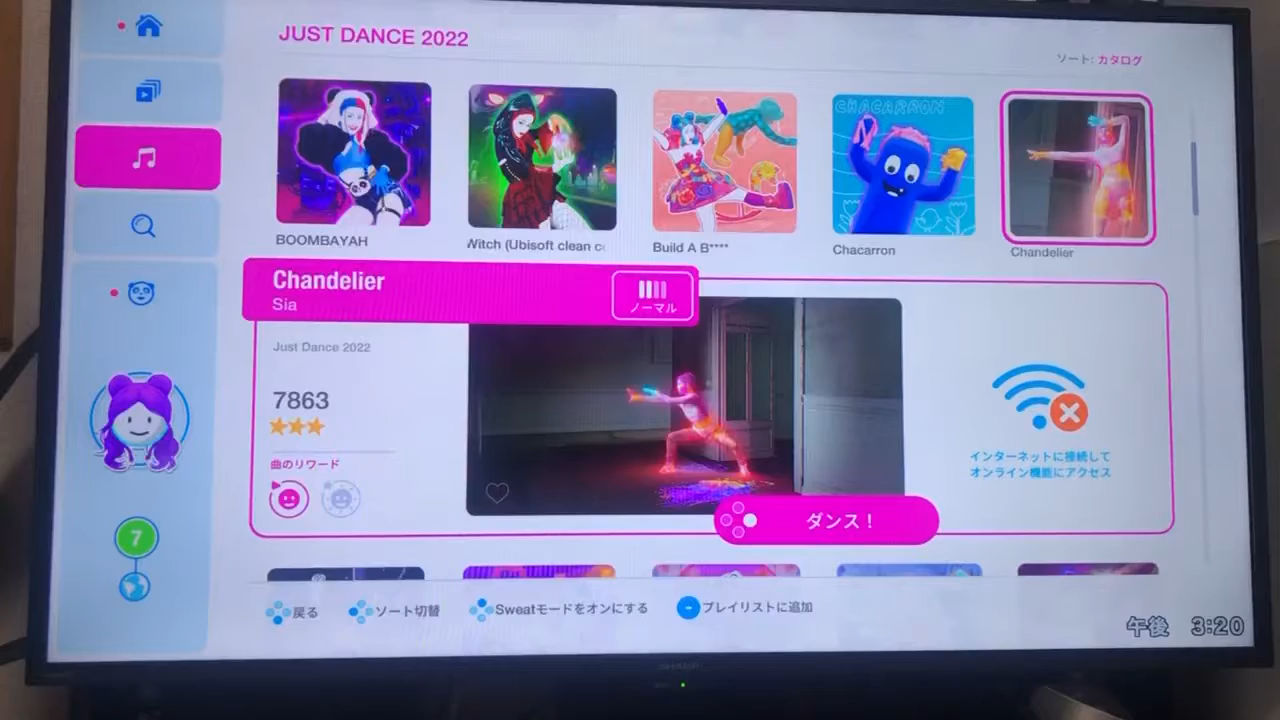 JUST DANCE 2022
ソート: カタログ
CHACARRON
BOOMBAYAH
Witch (Ubisoft clean
Build A B****
Chacarron
Chandelier
Chandelier
Sia
ノーマル
Just Dance 2022
7863
曲のリワード
インターネットに接続して
オンライン機能にアクセス
ダンス！
7
戻る
ソート切替
Sweatモードをオンにする
プレイリストに追加
午後 3:20
SHARP